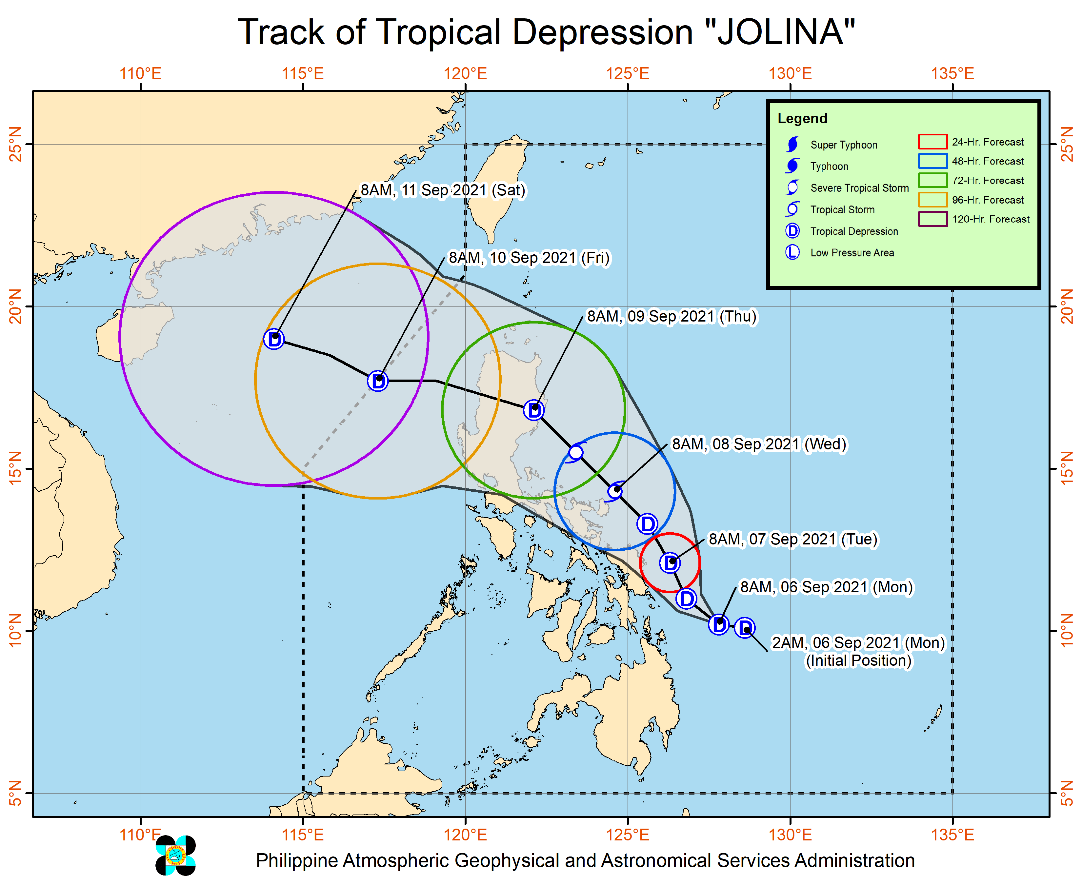 Track of Tropical Depression "JOLINA"
110°E 115°E 120°E 125°E 130°E 135°E
25°N 25°N
20°N 20°N
15°N 15°N
10°N 10°N
5°N 5°N
Legend
Super Typhoon
Typhoon
Severe Tropical Storm
Tropical Storm
D Tropical Depression
L Low Pressure Area
24-Hr. Forecast
48-Hr. Forecast
72-Hr. Forecast
96-Hr. Forecast
120-Hr. Forecast
8AM, 11 Sep 2021 (Sat)
8AM, 10 Sep 2021 (Fri)
8AM, 09 Sep 2021 (Thu)
8AM, 08 Sep 2021 (Wed)
8AM, 07 Sep 2021 (Tue)
8AM, 06 Sep 2021 (Mon)
2AM, 06 Sep 2021 (Mon)
(Initial Position)
D
D
D
D
D
D
D
D
110°E 115°E 120°E 125°E 130°E 135°E
Philippine Atmospheric Geophysical and Astronomical Services Administration